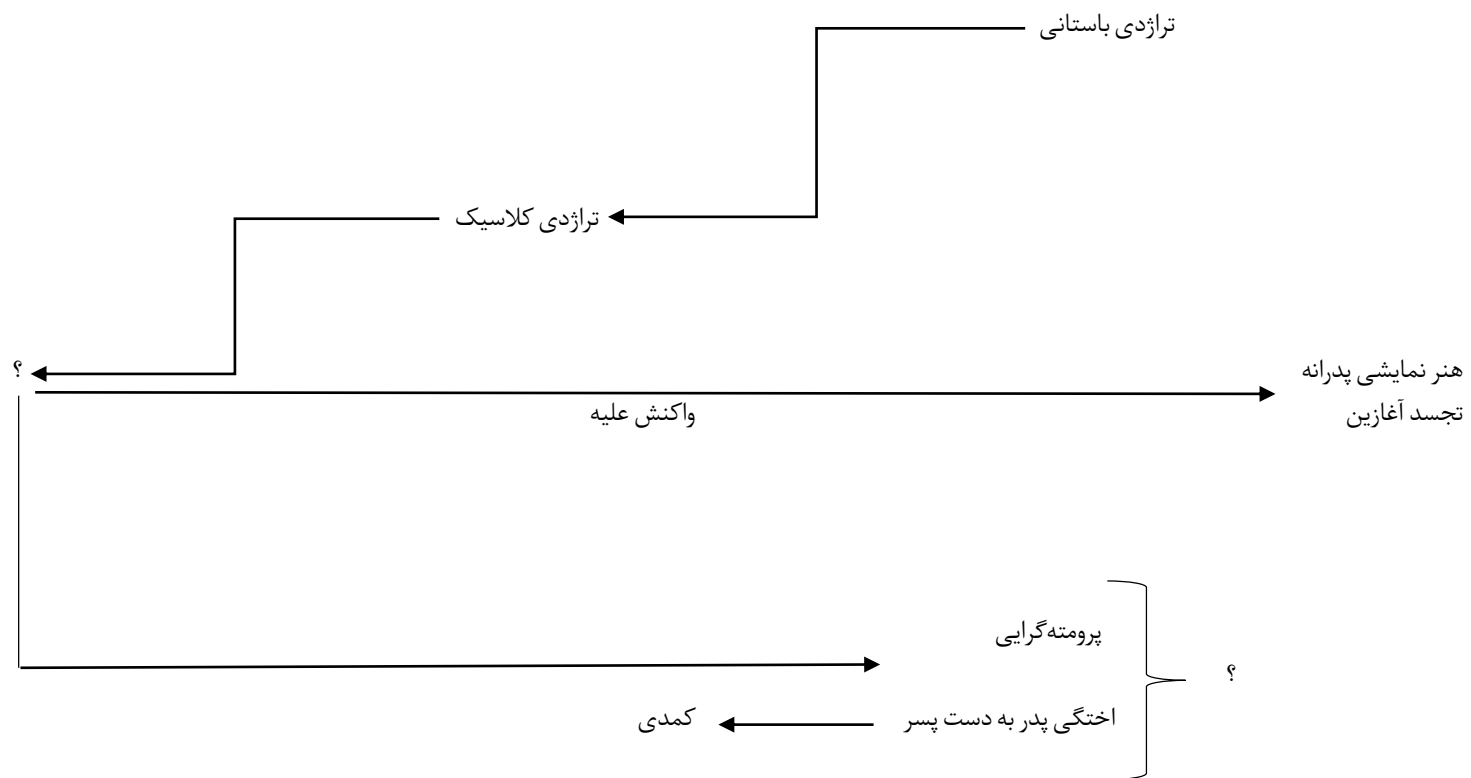 تراژدی باستانی
تراژدی کلاسیک
؟
هنر نمایشی پدرانه
تجسد آغازین
واکنش علیه
پرومته‌گرایی
؟
اختگی پدر به دست پسر
کمدی